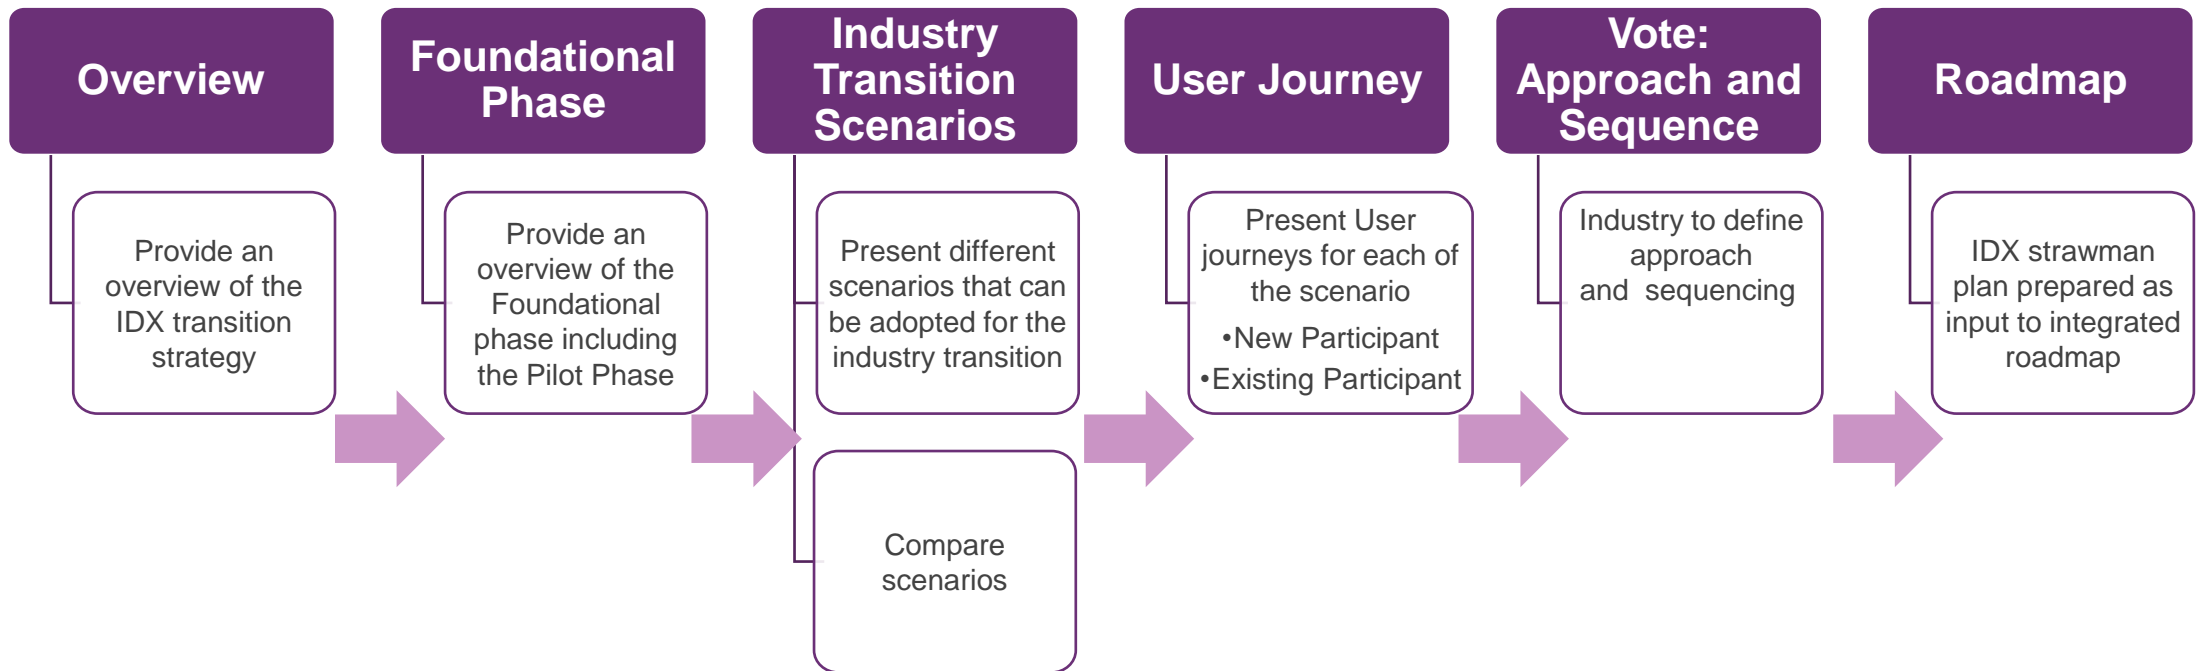 Overview
Provide an
overview of the
IDX transition
strategy
Foundational
Phase
Provide an
overview of the
Foundational
phase including
the Pilot Phase
Industry
Transition
Scenarios
Present different
scenarios that can
be adopted for the
industry transition
Compare
scenarios
User Journey
Present User
journeys for each of
the scenario
•New Participant
•Existing Participant
Vote:
Approach and
Sequence
Industry to define
approach
and  sequencing
Roadmap
IDX strawman
plan prepared as
input to integrated
roadmap